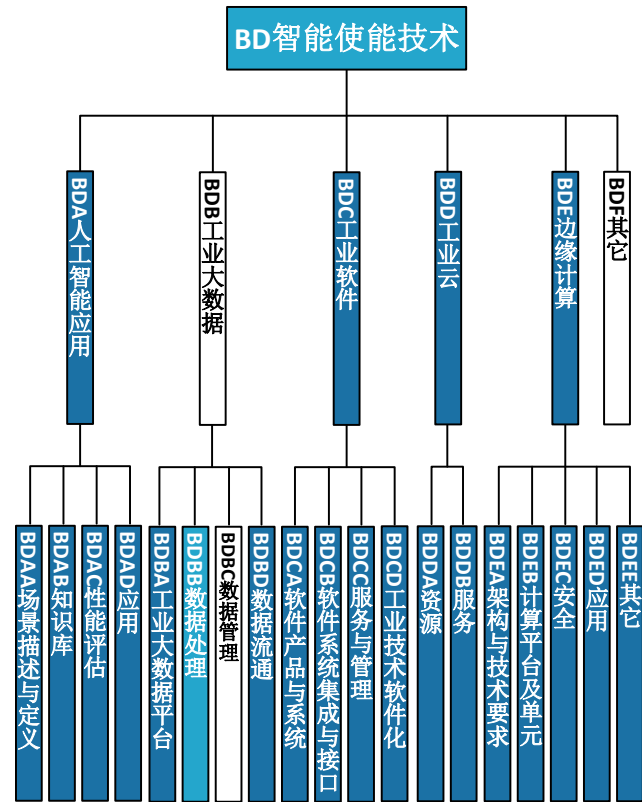 BD智能使能技术
BDA人工智能应用
BDB工业大数据
BDC工业软件
BDD工业云
BDE边缘计算
BDF其它
BDAA场景描述与定义
BDAB知识库
BDAC性能评估
BDAD应用
BDBA工业大数据平台
BDBB数据处理
BDBC数据管理
BDBD数据流通
BDCA软件产品与系统
BDCB软件系统集成与接口
BDCC服务与管理
BDCD工业技术软件化
BDDA资源
BDDB服务
BDEA架构与技术要求
BDEB计算平台及单元
BDEC安全
BDED应用
BDEE其它